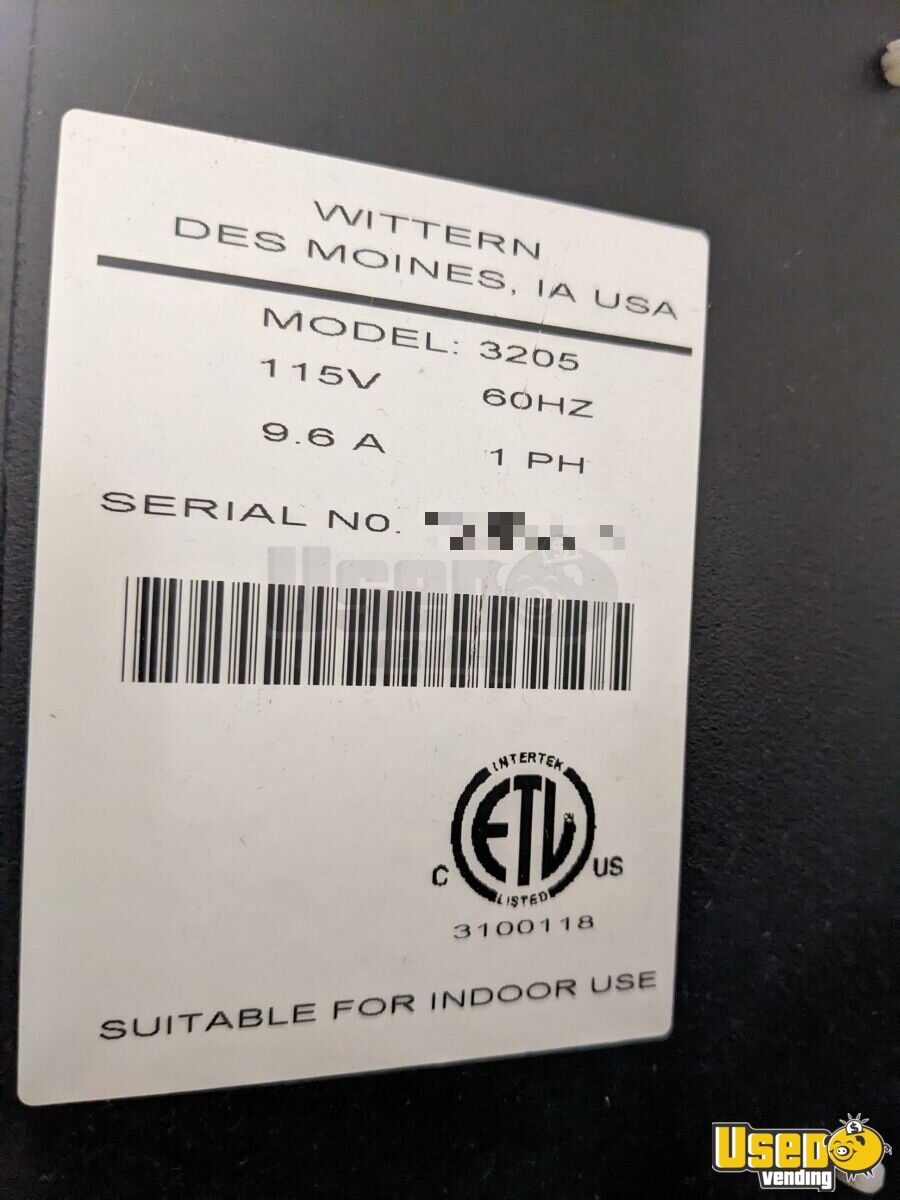 WITTERN
DES MOINES, IA USA
MODEL: 3205
115V 60HZ
9.6 A 1 PH
SERIAL NO.
INTERTEK
ETL
C US
LISTED
3100118
SUITABLE FOR INDOOR USE
Used
vending